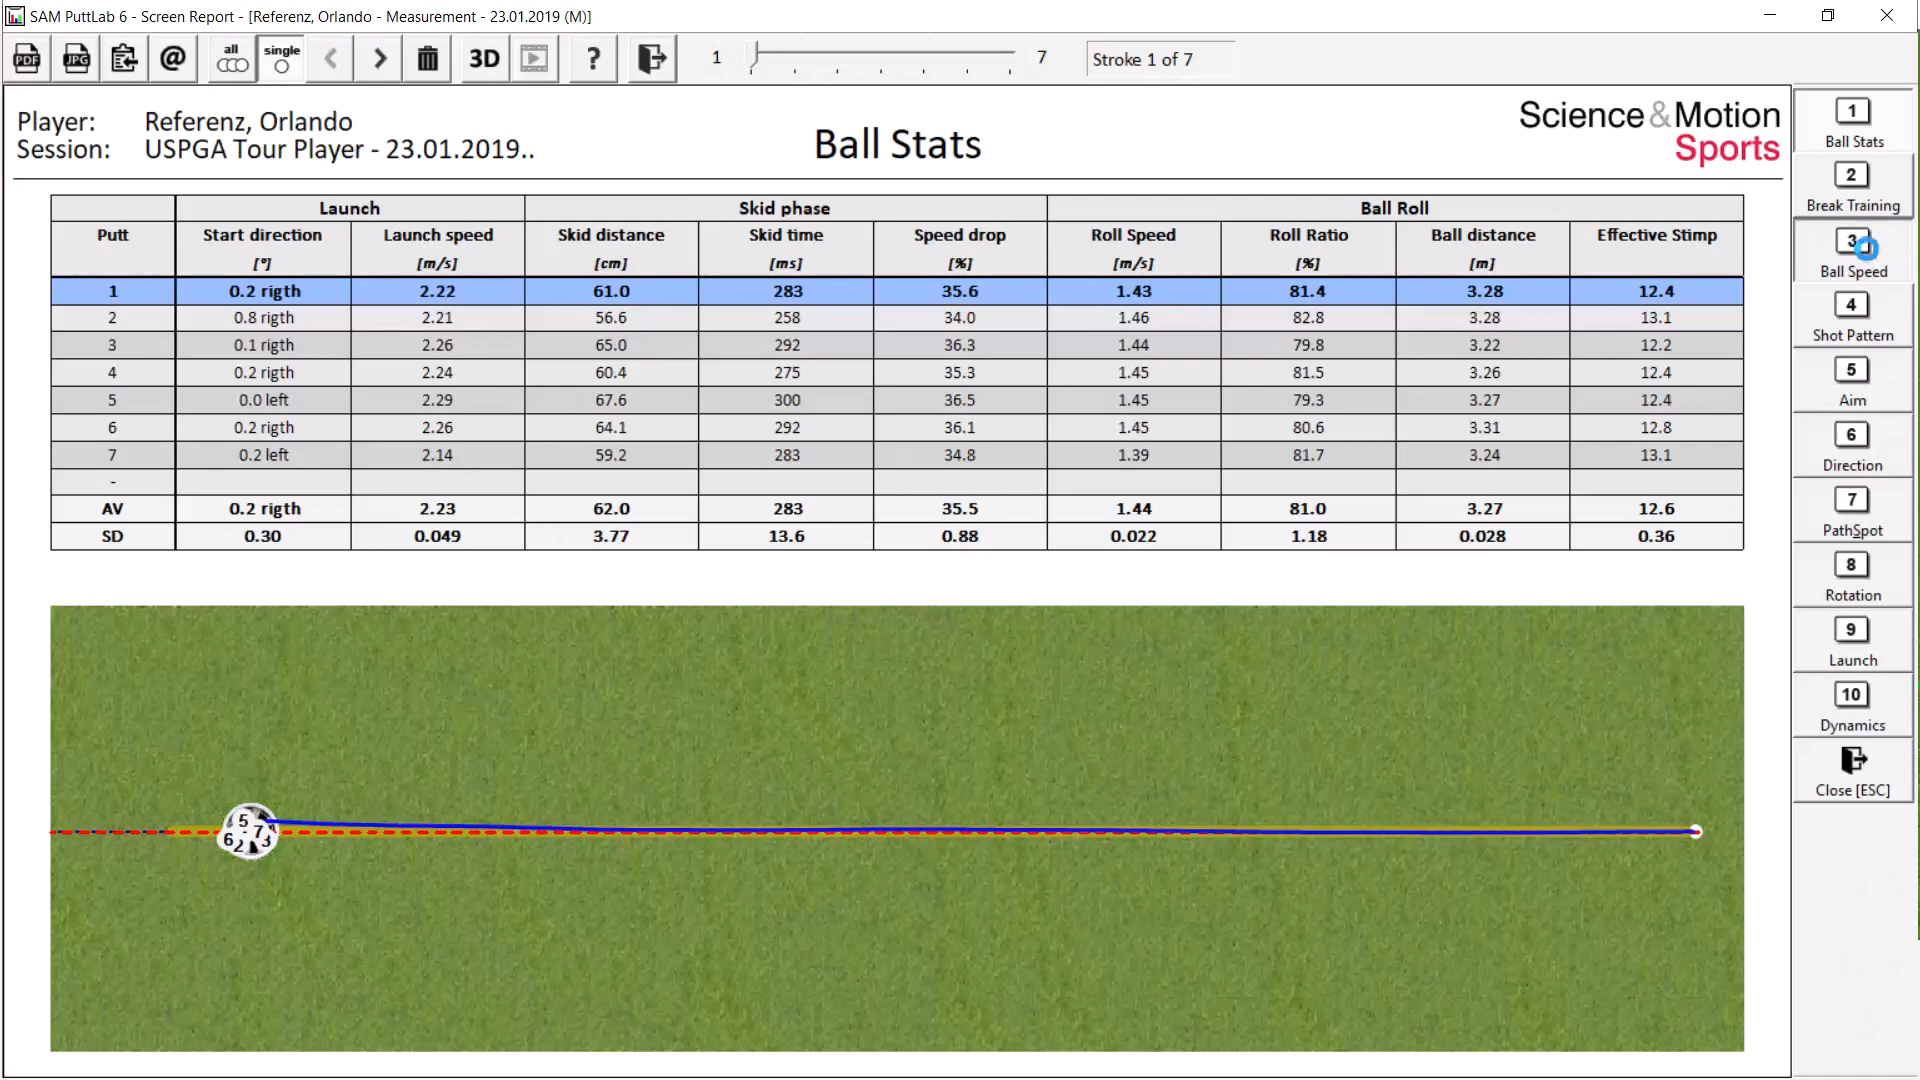 SAM PuttLab 6 - Screen Report - [Referenz, Orlando - Measurement - 23.01.2019 (M)]
PDF JPG @ all single < > 3D ? 1 7 Stroke 1 of 7
Player: Referenz, Orlando
Session: USPGA Tour Player - 23.01.2019..
Ball Stats
Science&Motion
Sports
Launch Skid phase Ball Roll
Putt Start direction Launch speed Skid distance Skid time Speed drop Roll Speed Roll Ratio Ball distance Effective Stimp
[°] [m/s] [cm] [ms] [%] [m/s] [%] [m]
1 0.2 rigth 2.22 61.0 283 35.6 1.43 81.4 3.28 12.4
2 0.8 rigth 2.21 56.6 258 34.0 1.46 82.8 3.28 13.1
3 0.1 rigth 2.26 65.0 292 36.3 1.44 79.8 3.22 12.2
4 0.2 rigth 2.24 60.4 275 35.3 1.45 81.5 3.26 12.4
5 0.0 left 2.29 67.6 300 36.5 1.45 79.3 3.27 12.4
6 0.2 rigth 2.26 64.1 292 36.1 1.45 80.6 3.31 12.8
7 0.2 left 2.14 59.2 283 34.8 1.39 81.7 3.24 13.1
-
AV 0.2 rigth 2.23 62.0 283 35.5 1.44 81.0 3.27 12.6
SD 0.30 0.049 3.77 13.6 0.88 0.022 1.18 0.028 0.36
5
6 - 7
2 3
1
Ball Stats
2
Break Training
3
Ball Speed
4
Shot Pattern
5
Aim
6
Direction
7
PathSpot
8
Rotation
9
Launch
10
Dynamics
Close [ESC]